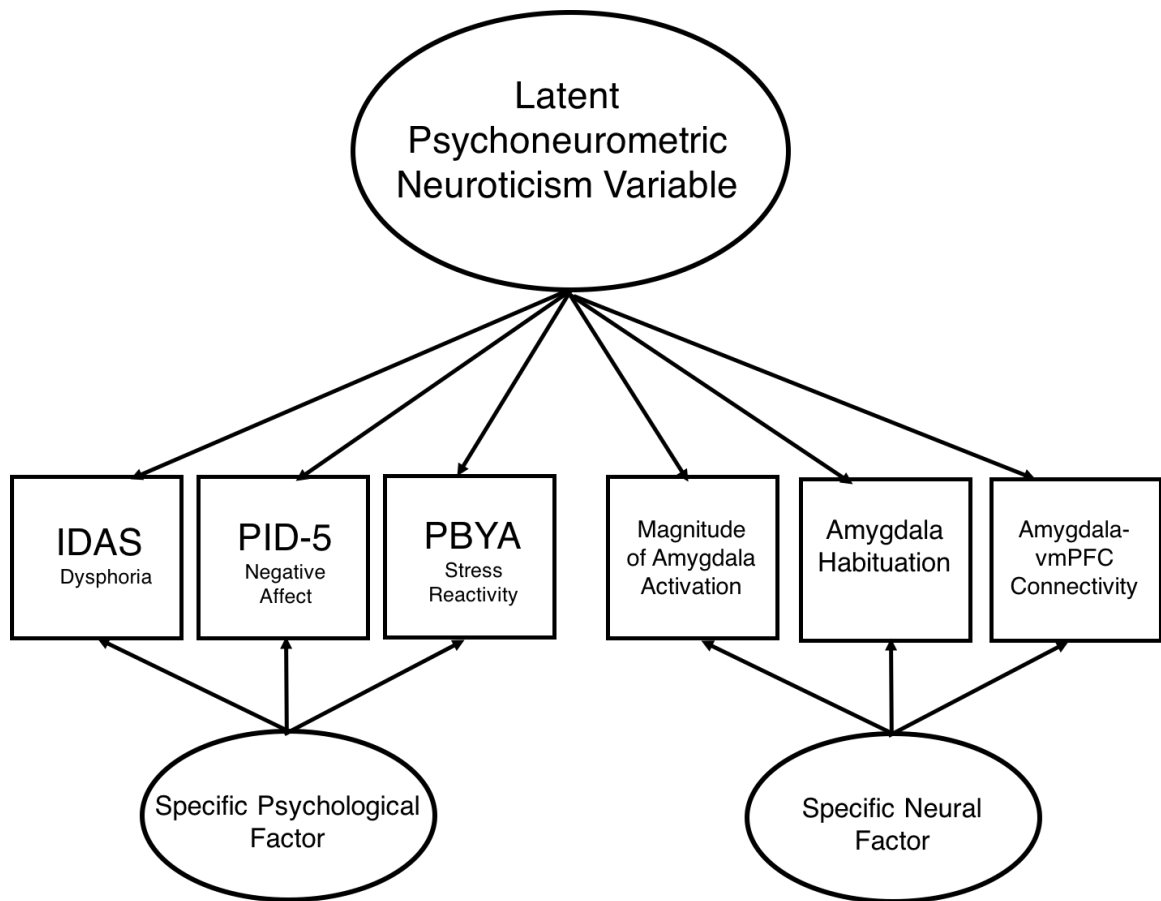 Latent
Psychoneurometric
Neuroticism Variable
IDAS
Dysphoria
PID-5
Negative
Affect
PBYA
Stress
Reactivity
Magnitude
of Amygdala
Activation
Amygdala
Habituation
Amygdala-
vmPFC
Connectivity
Specific Psychological
Factor
Specific Neural
Factor